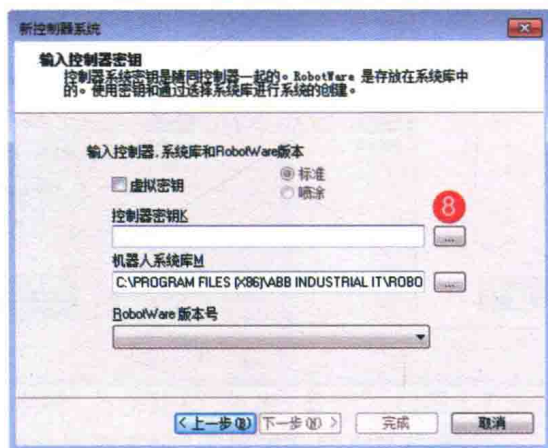 新控制器系统
输入控制器密钥
控制器系统密钥是随同控制器一起的。RobotWare 是存放在系统库中
的。使用密钥和通过选择系统库进行系统的创建。
输入控制器,系统库和RobotWare版本
虚拟密钥
标准
喷涂
控制器密钥K
8
...
机器人系统库M
C:\PROGRAM FILES (X86)\ABB INDUSTRIAL IT\ROBO
...
RobotWare 版本号
< 上一步(B) 下一步(N) > 完成 取消